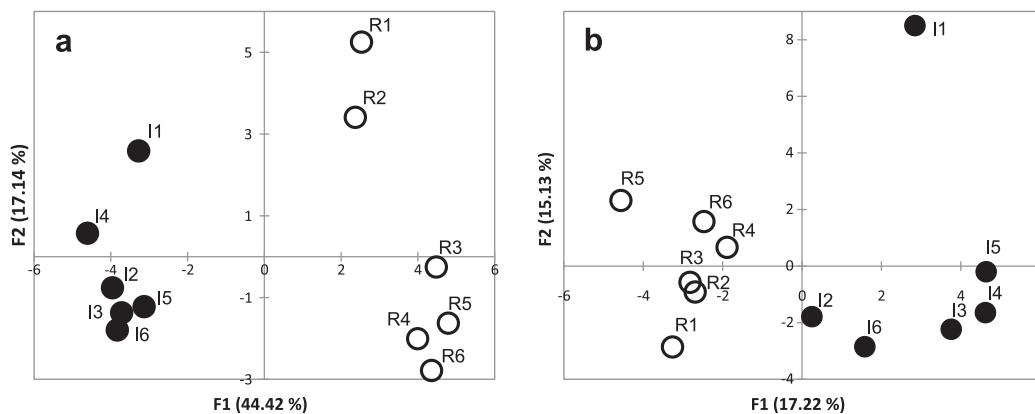 a
R1
R2
I1
I4
I2
I3
I5
I6
R3
R5
R4
R6
5
3
1
-1
-3
-6
-4
-2
0
2
4
6
F2 (17.14 %)
F1 (44.42 %)
b
I1
R5
R6
R4
R3
R2
R1
I5
I4
I3
I2
I6
8
6
4
2
0
-2
-4
-6
-4
-2
0
2
4
F2 (15.13 %)
F1 (17.22 %)